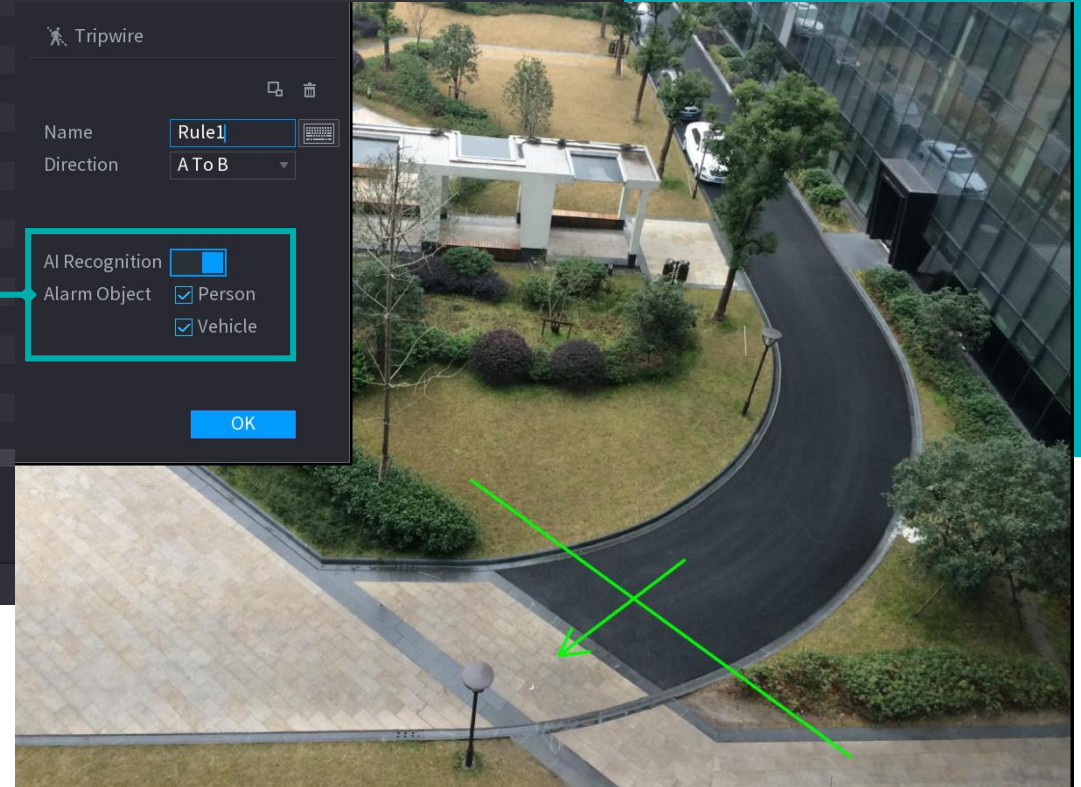 Tripwire
Name Rule1
Direction A To B
AI Recognition
Alarm Object Person
Vehicle
OK